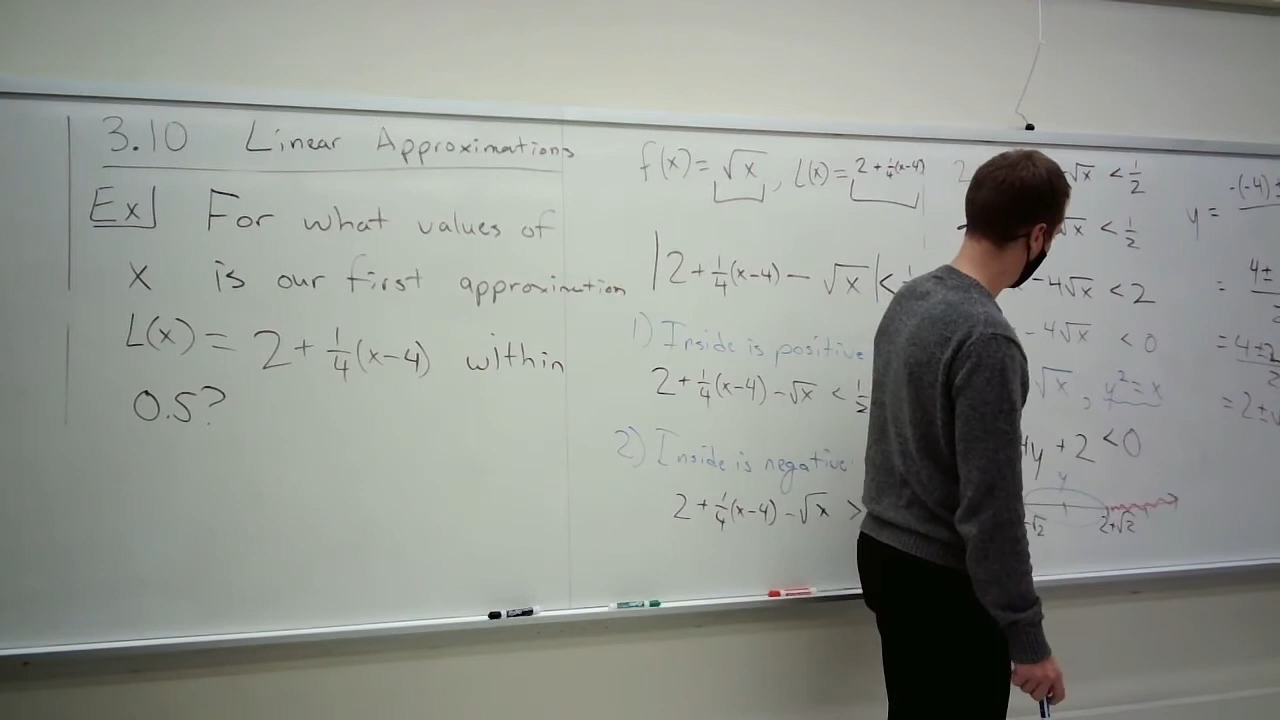 3.10 Linear Approximations
Ex) For what values of
x is our first approximation
L(x) = 2 + 1/4(x-4) within
0.5?
f(x) = √x , L(x) = 2 + 1/4(x-4)
|2 + 1/4(x-4) - √x| <
1) Inside is positive
2 + 1/4(x-4) - √x < 1/2
2) Inside is negative
2 + 1/4(x-4) - √x >
2 -√x < 1/2
√x < 1/2
-4√x < 2
-4√x < 0
√x , y² = x
4y + 2 < 0
y
-√2 2+√2
y = -(-4) ±
= 4 ±
= 4 ± 2
= 2 ± √